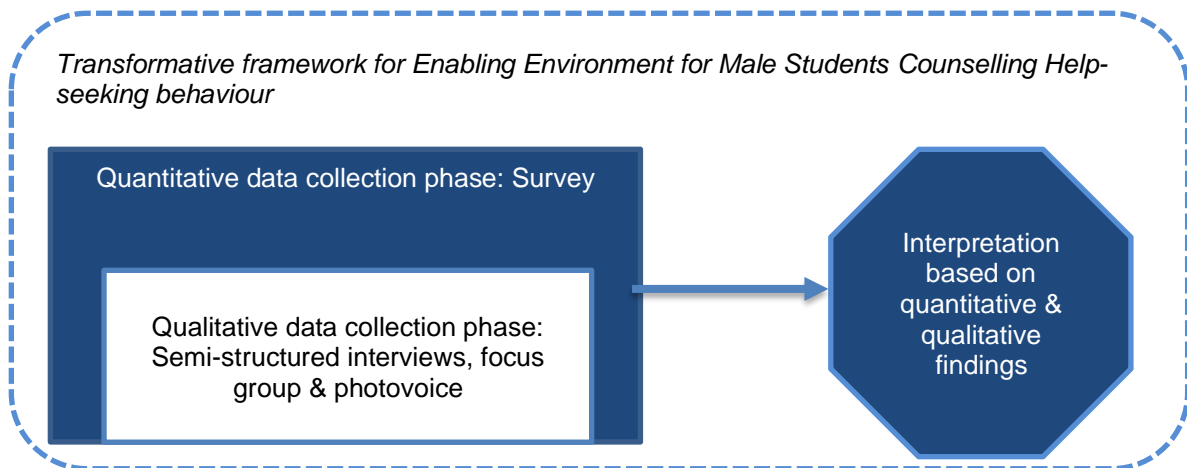 Transformative framework for Enabling Environment for Male Students Counselling Help-
seeking behaviour
Quantitative data collection phase: Survey
Qualitative data collection phase:
Semi-structured interviews, focus
group & photovoice
Interpretation
based on
quantitative &
qualitative
findings